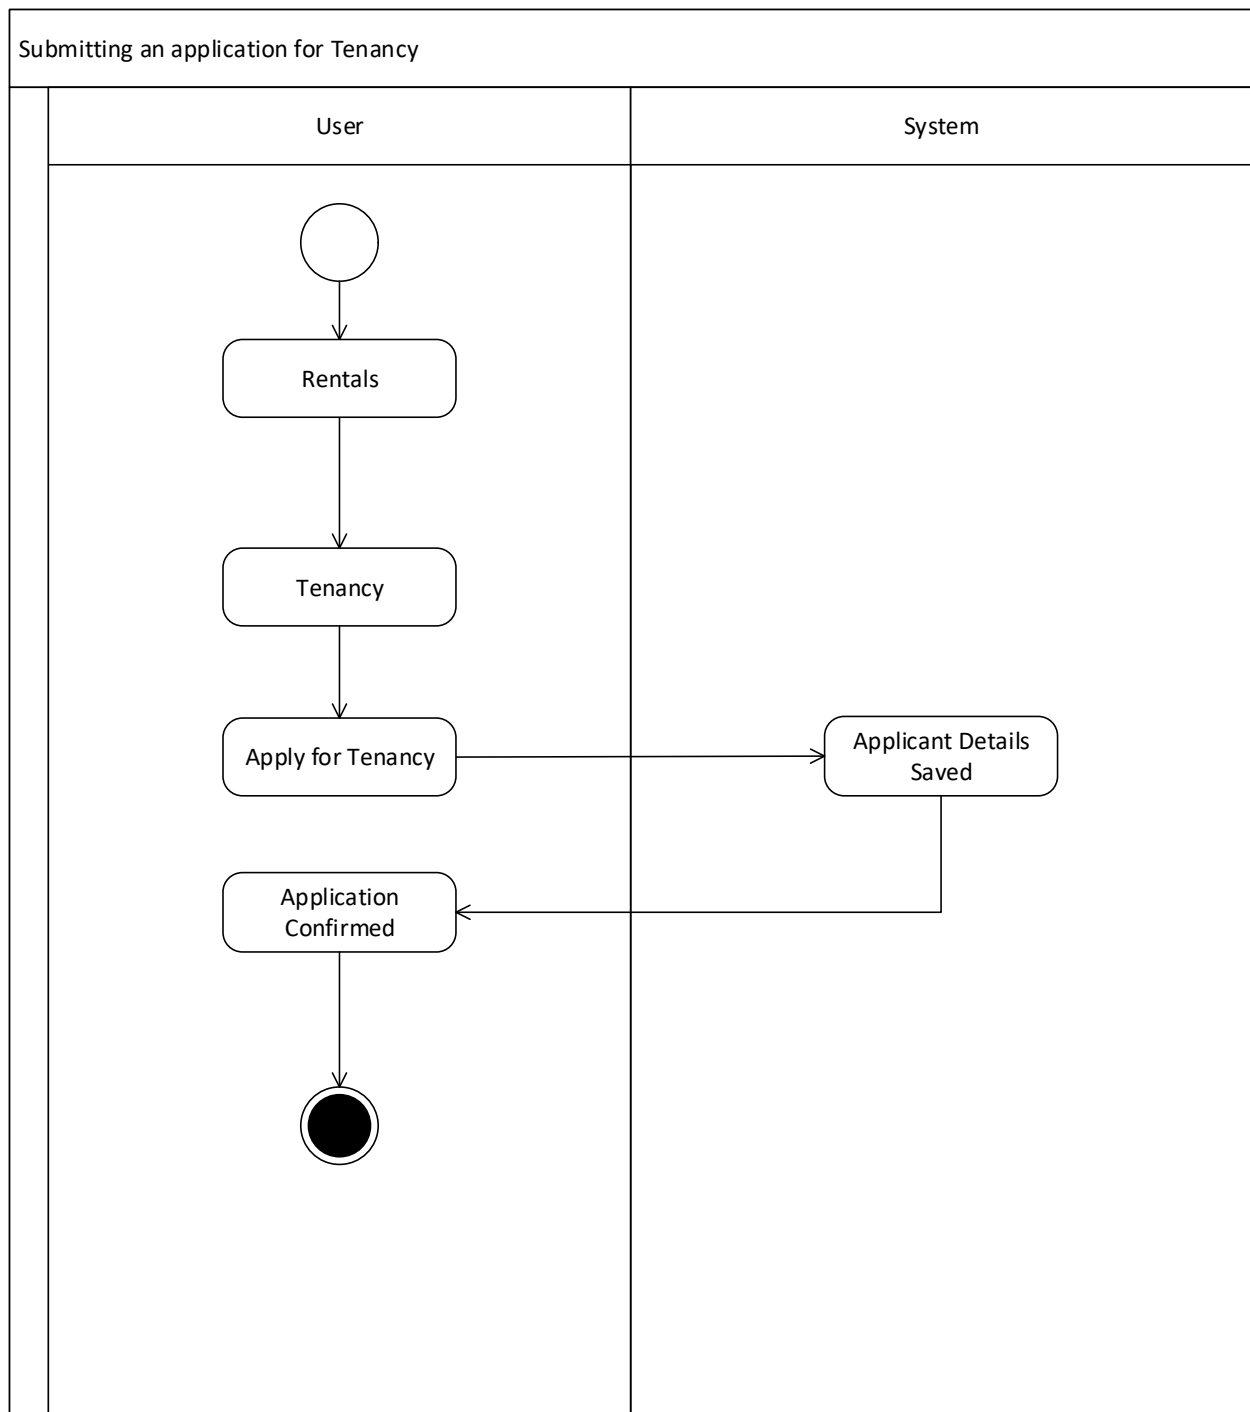 Submitting an application for Tenancy
User
System
Rentals
Tenancy
Apply for Tenancy
Applicant Details
Saved
Application
Confirmed